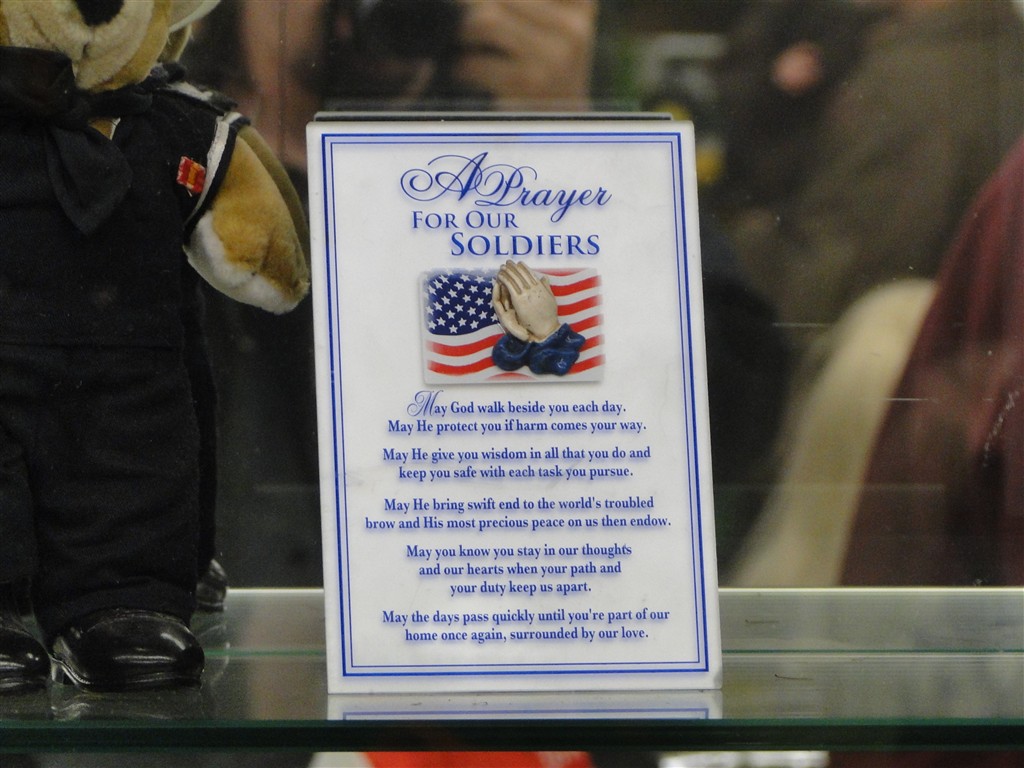 A Prayer
FOR OUR
SOLDIERS
May God walk beside you each day.
May He protect you if harm comes your way.
May He give you wisdom in all that you do and
keep you safe with each task you pursue.
May He bring swift end to the world's troubled
brow and His most precious peace on us then endow.
May you know you stay in our thoughts
and our hearts when your path and
your duty keep us apart.
May the days pass quickly until you're part of our
home once again, surrounded by our love.